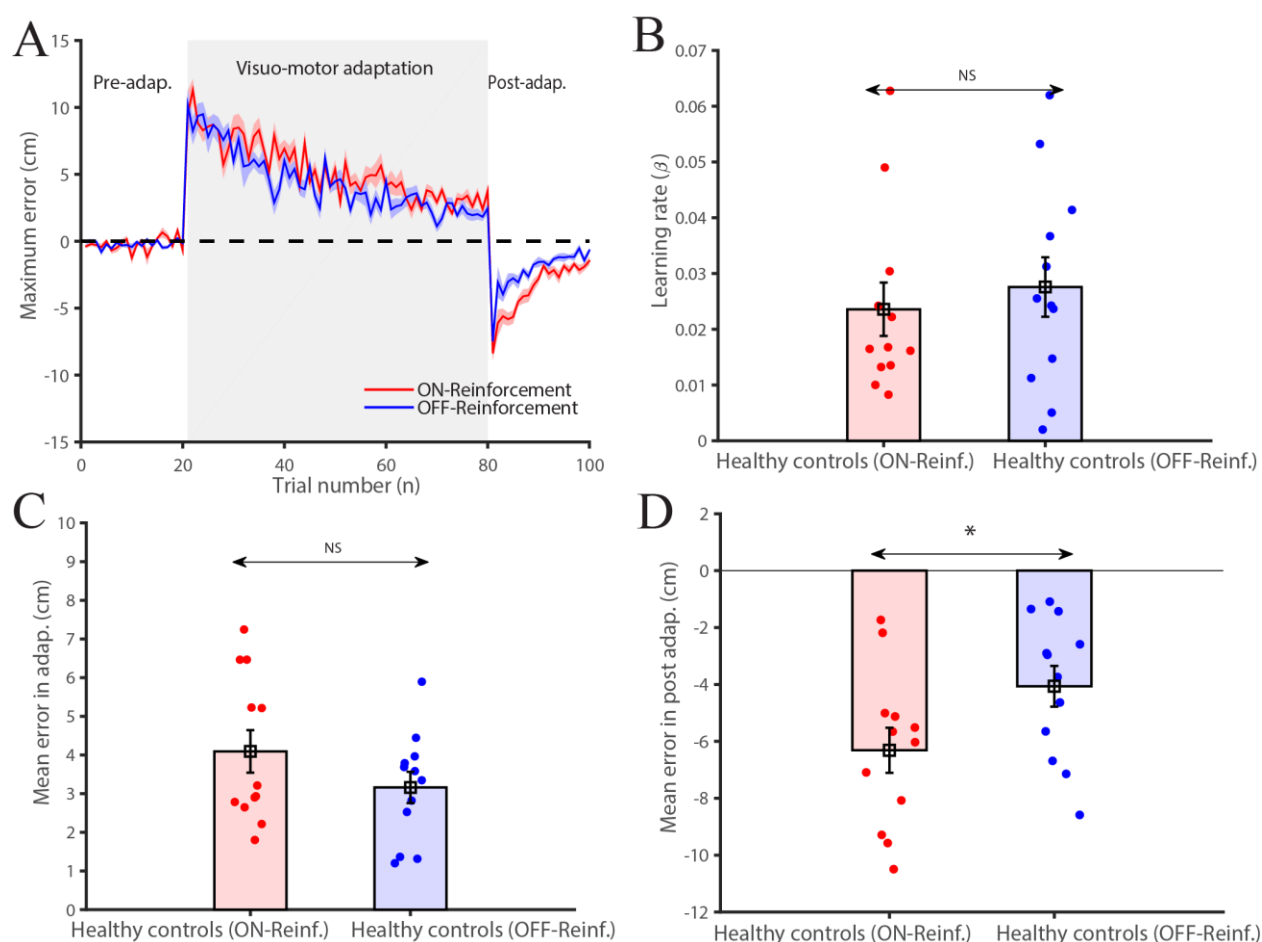 A
Maximum error (cm)
15
10
5
0
-5
-10
-15
Pre-adap.
Visuo-motor adaptation
Post-adap.
ON-Reinforcement
OFF-Reinforcement
0 20 40 60 80 100
Trial number (n)
B
Learning rate (β)
0.07
0.06
0.05
0.04
0.03
0.02
0.01
0
NS
Healthy controls (ON-Reinf.) Healthy controls (OFF-Reinf.)
C
Mean error in adap. (cm)
10
9
8
7
6
5
4
3
2
1
0
NS
Healthy controls (ON-Reinf.) Healthy controls (OFF-Reinf.)
D
Mean error in post adap. (cm)
2
0
-2
-4
-6
-8
-10
-12
*
Healthy controls (ON-Reinf.) Healthy controls (OFF-Reinf.)